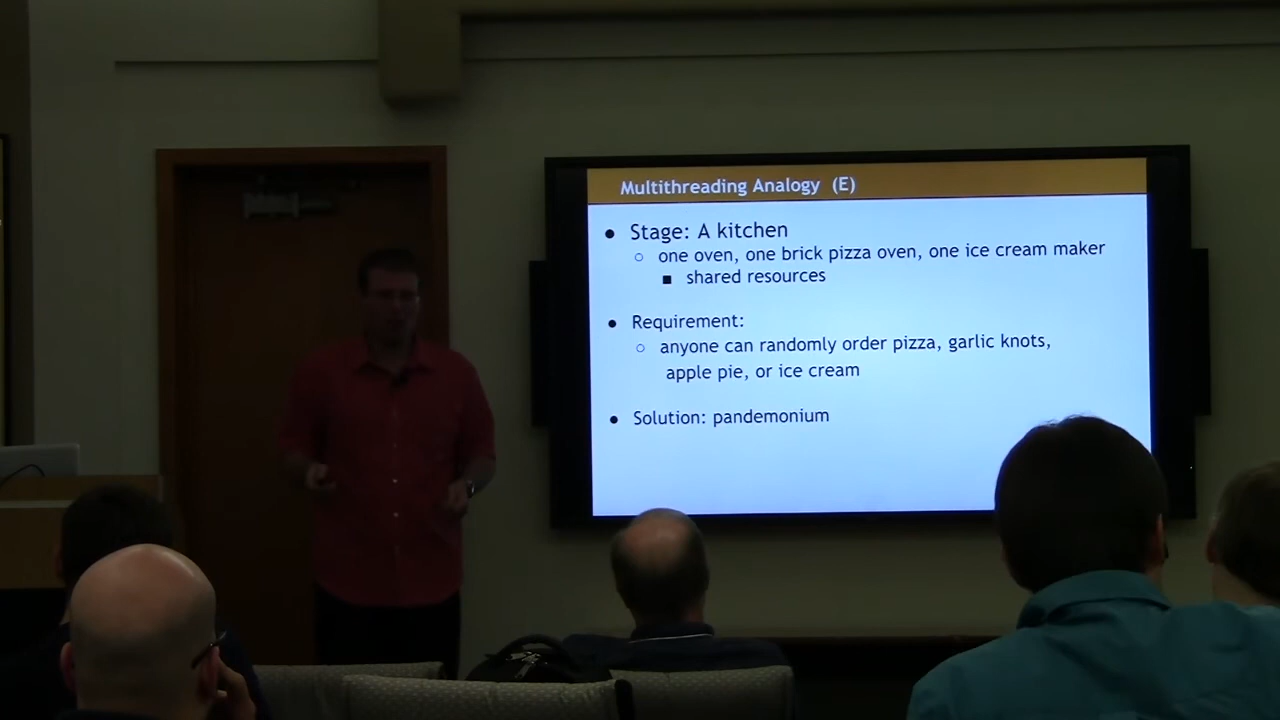 Multithreading Analogy (E)
● Stage: A kitchen
○ one oven, one brick pizza oven, one ice cream maker
■ shared resources
● Requirement:
○ anyone can randomly order pizza, garlic knots,
apple pie, or ice cream
● Solution: pandemonium